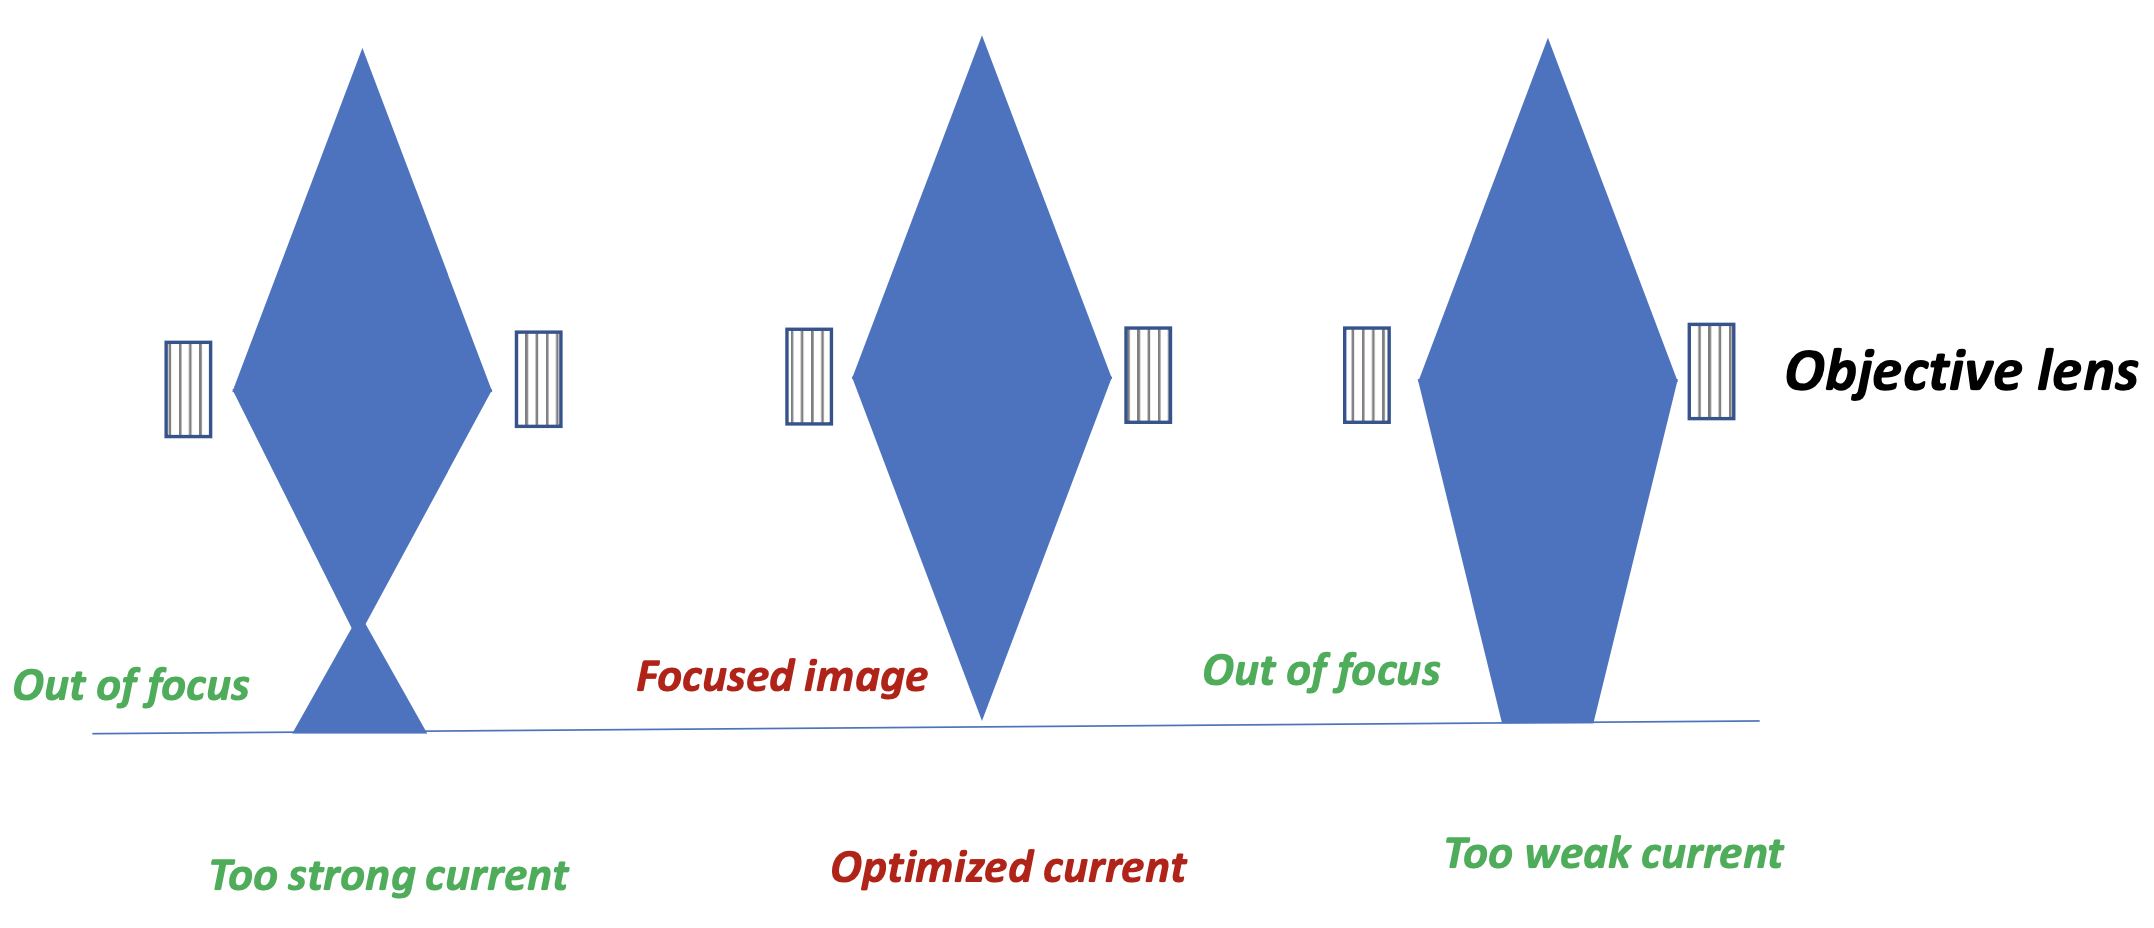 Objective lens
Out of focus
Focused image
Out of focus
Too strong current
Optimized current
Too weak current